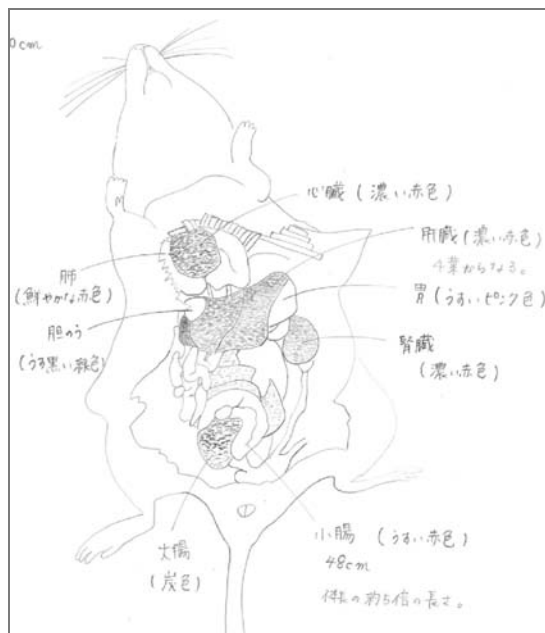 0cm
心臓（濃い赤色）
肝臓（濃い赤色）
4葉からなる。
肺
（鮮やかな赤色）
胃（うすいピンク色）
胆のう
（うす黒い緑色）
腎臓
（濃い赤色）
大腸
（炭色）
小腸（うすい赤色）
48cm
体長の約5倍の長さ。